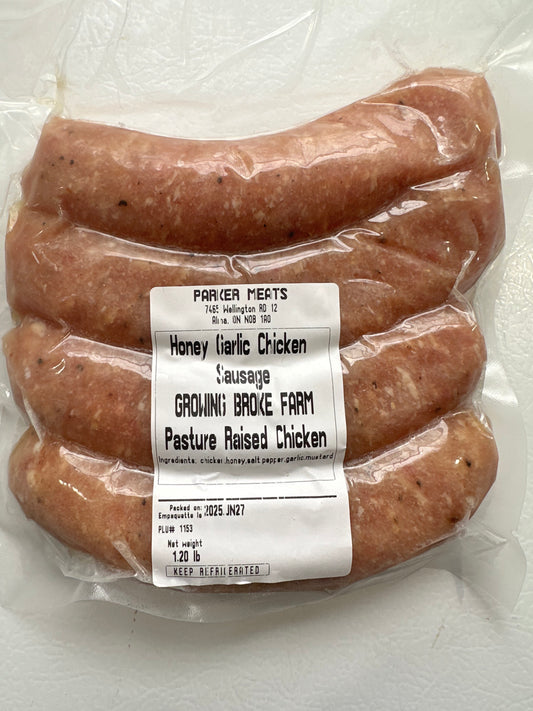 PARKER MEATS
7465 Wellington RD 12
Alma, ON N0B 1A0
Honey Garlic Chicken
Sausage
GROWING BROKE FARM
Pasture Raised Chicken
Ingredients: chicken,honey,salt,pepper,garlic,mustard
Packed on:
Empaquette le 2025.JN27
PLU# 1153
Net weight
1.20 lb
KEEP REFRIGERATED